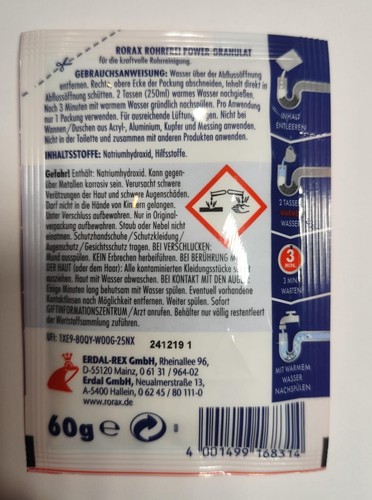 RORAX ROHRFREI POWER-GRANULAT
für die kraftvolle Rohrreinigung.
GEBRAUCHSANWEISUNG: Wasser über der Abflussöffnung
entfernen. Rechte, obere Ecke der Packung abschneiden, Inhalt direkt in
Abflussöffnung schütten. 2 Tassen (250ml) warmes Wasser nachgießen.
Nach 3 Minuten mit warmem Wasser gründlich nachspülen. Pro Anwendung
nur 1 Packung verwenden. Für ausreichende Lüftung sorgen. Nicht bei
Wannen/Duschen aus Acryl-, Aluminium, Kupfer und Messing anwenden.
Nicht in der Toilette und zusammen mit anderen Produkten anwenden.
INHALTSSTOFFE: Natriumhydroxid, Hilfsstoffe.
Gefahr! Enthält: Natriumhydroxid. Kann gegen-
über Metallen korrosiv sein. Verursacht schwere
Verätzungen der Haut und schwere Augenschäden.
Darf nicht in die Hände von Kindern gelangen.
Unter Verschluss aufbewahren. Nur in Original-
verpackung aufbewahren. Staub oder Nebel nicht
einatmen. Schutzhandschuhe/Schutzkleidung/
Augenschutz/Gesichtsschutz tragen. BEI VERSCHLUCKEN:
Mund ausspülen. KEIN Erbrechen herbeiführen. BEI BERÜHRUNG MIT
DER HAUT (oder dem Haar): Alle kontaminierten Kleidungsstücke sofort
ausziehen. Haut mit Wasser abwaschen. BEI KONTAKT MIT DEN AUGEN:
Einige Minuten lang behutsam mit Wasser spülen. Eventuell vorhandene
Kontaktlinsen nach Möglichkeit entfernen. Weiter spülen. Sofort
GIFTINFORMATIONSZENTRUM/Arzt anrufen. Behälter nur völlig restentleert
der Wertstoffsammlung zuführen.
UFI: 1XE9-80QY-W00G-25NX
241219 1
ERDAL-REX GmbH, Rheinallee 96,
D-55120 Mainz, 0 61 31 / 964-02
Erdal GmbH, Neualmerstraße 13,
A-5400 Hallein, 0 62 45 / 80 111-0
www.rorax.de
60g e
4 001499 168314
INHALT
ENTLEEREN
2 TASSEN
WASSER
3
MIN.
3 MIN.
WARTEN
MIT WARMEM
WASSER
NACHSPÜLEN